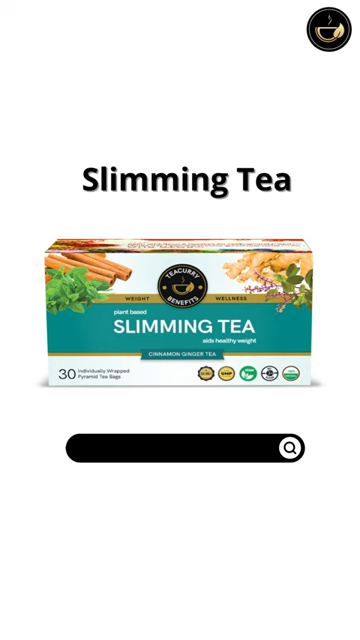 Slimming Tea
TEACURRY
BENEFITS
WEIGHT WELLNESS
plant based
SLIMMING TEA
aids healthy weight
CINNAMON GINGER TEA
30 Individually Wrapped
Pyramid Tea Bags
GMP